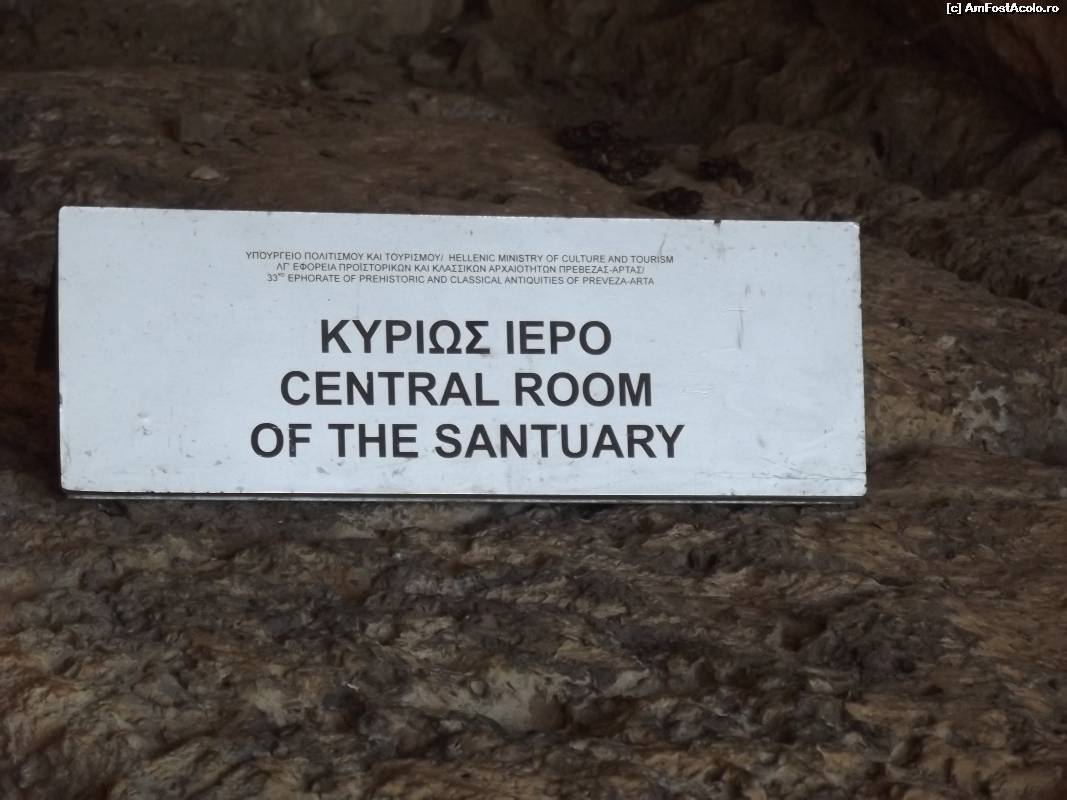 [c] AmFostAcolo.ro
ΥΠΟΥΡΓΕΙΟ ΠΟΛΙΤΙΣΜΟΥ ΚΑΙ ΤΟΥΡΙΣΜΟΥ/ HELLENIC MINISTRY OF CULTURE AND TOURISM
ΛΓ' ΕΦΟΡΕΙΑ ΠΡΟΪΣΤΟΡΙΚΩΝ ΚΑΙ ΚΛΑΣΣΙΚΩΝ ΑΡΧΑΙΟΤΗΤΩΝ ΠΡΕΒΕΖΑΣ-ΑΡΤΑΣ/
33RD EPHORATE OF PREHISTORIC AND CLASSICAL ANTIQUITIES OF PREVEZA-ARTA
ΚΥΡΙΩΣ ΙΕΡΟ
CENTRAL ROOM
OF THE SANTUARY